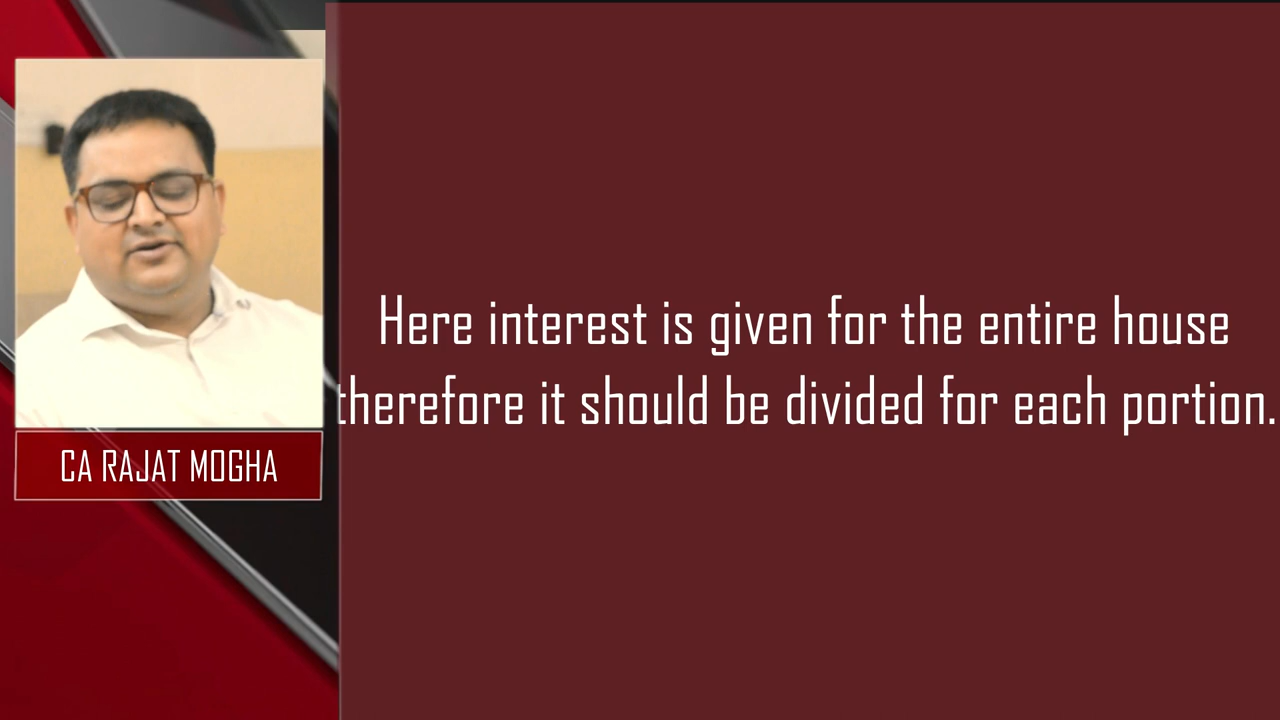 CA RAJAT MOGHA
Here interest is given for the entire house
therefore it should be divided for each portion.